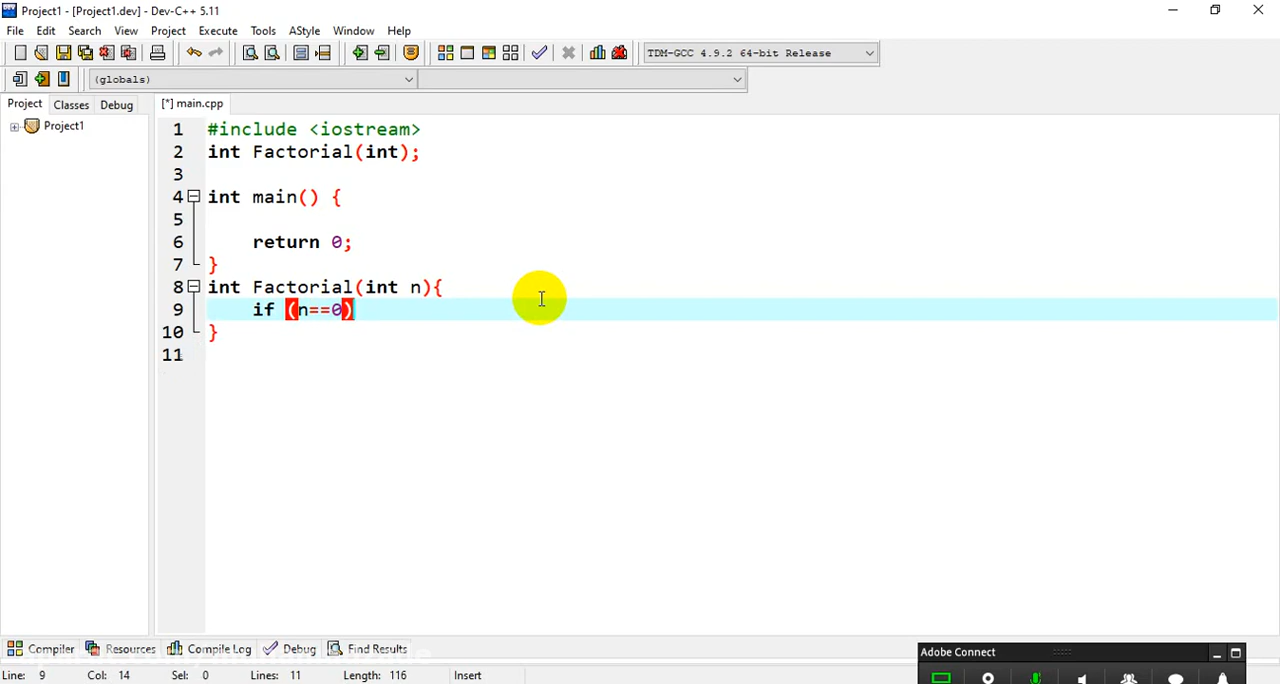 Project1 - [Project1.dev] - Dev-C++ 5.11
File Edit Search View Project Execute Tools AStyle Window Help
TDM-GCC 4.9.2 64-bit Release
(globals)
Project Classes Debug [*] main.cpp
Project1
1 #include <iostream>
2 int Factorial(int);
3
4 int main() {
5
6 return 0;
7 }
8 int Factorial(int n){
9 if (n==0)
10 }
11
Compiler Resources Compile Log Debug Find Results
Adobe Connect
Line: 9 Col: 14 Sel: 0 Lines: 11 Length: 116 Insert